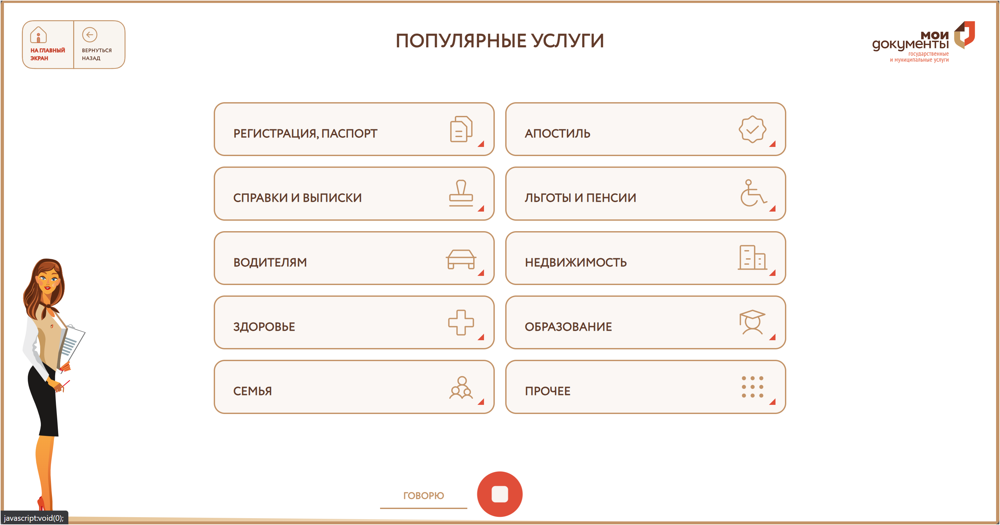 НА ГЛАВНЫЙ
ЭКРАН
ВЕРНУТЬСЯ
НАЗАД
ПОПУЛЯРНЫЕ УСЛУГИ
мои
документы
государственные
и муниципальные услуги
РЕГИСТРАЦИЯ, ПАСПОРТ
АПОСТИЛЬ
СПРАВКИ И ВЫПИСКИ
ЛЬГОТЫ И ПЕНСИИ
ВОДИТЕЛЯМ
НЕДВИЖИМОСТЬ
ЗДОРОВЬЕ
ОБРАЗОВАНИЕ
СЕМЬЯ
ПРОЧЕЕ
ГОВОРЮ
javascript:void(0);